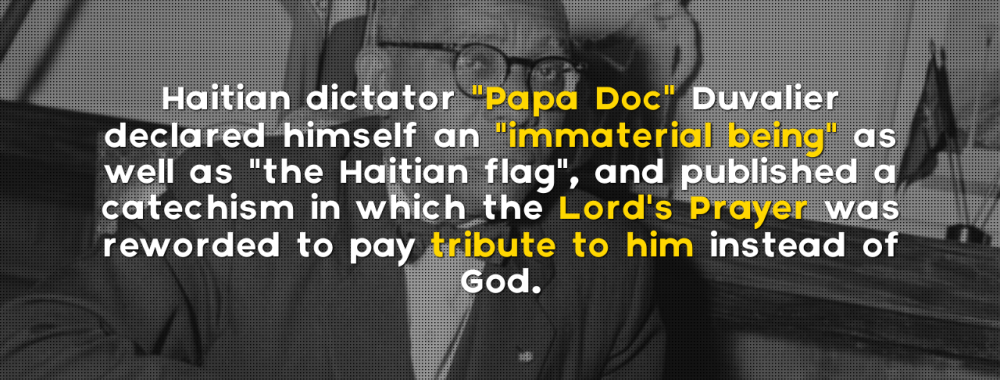 Haitian dictator "Papa Doc" Duvalier
declared himself an "immaterial being" as
well as "the Haitian flag", and published a
catechism in which the Lord's Prayer was
reworded to pay tribute to him instead of
God.